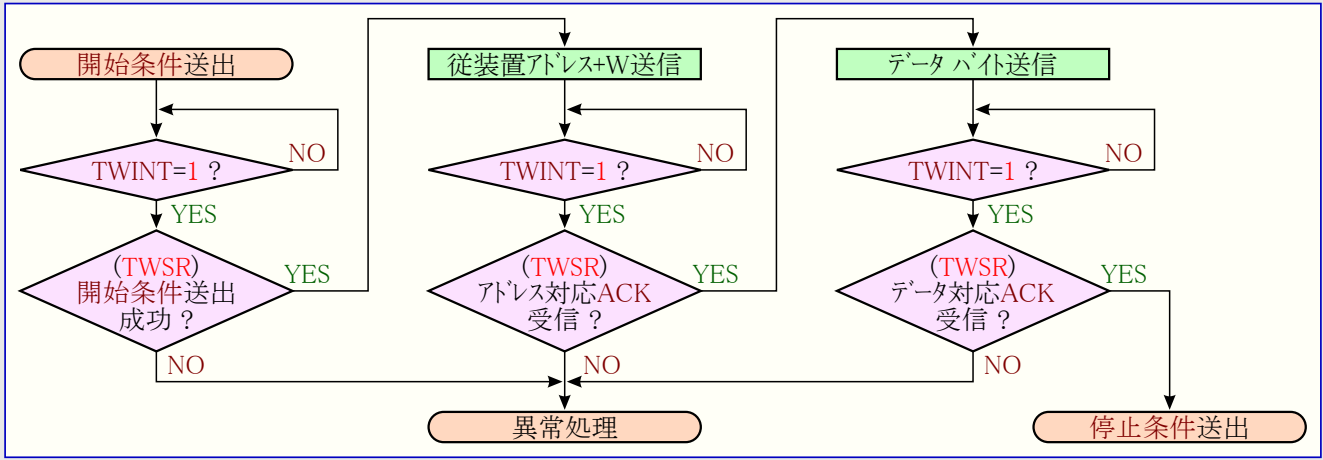 開始条件送出
TWINT=1 ?
NO
YES
(TWSR)
開始条件送出
成功 ?
YES
NO
従装置アドレス+W送信
TWINT=1 ?
NO
YES
(TWSR)
アドレス対応ACK
受信 ?
YES
NO
データ バイト送信
TWINT=1 ?
NO
YES
(TWSR)
データ対応ACK
受信 ?
YES
NO
異常処理
停止条件送出